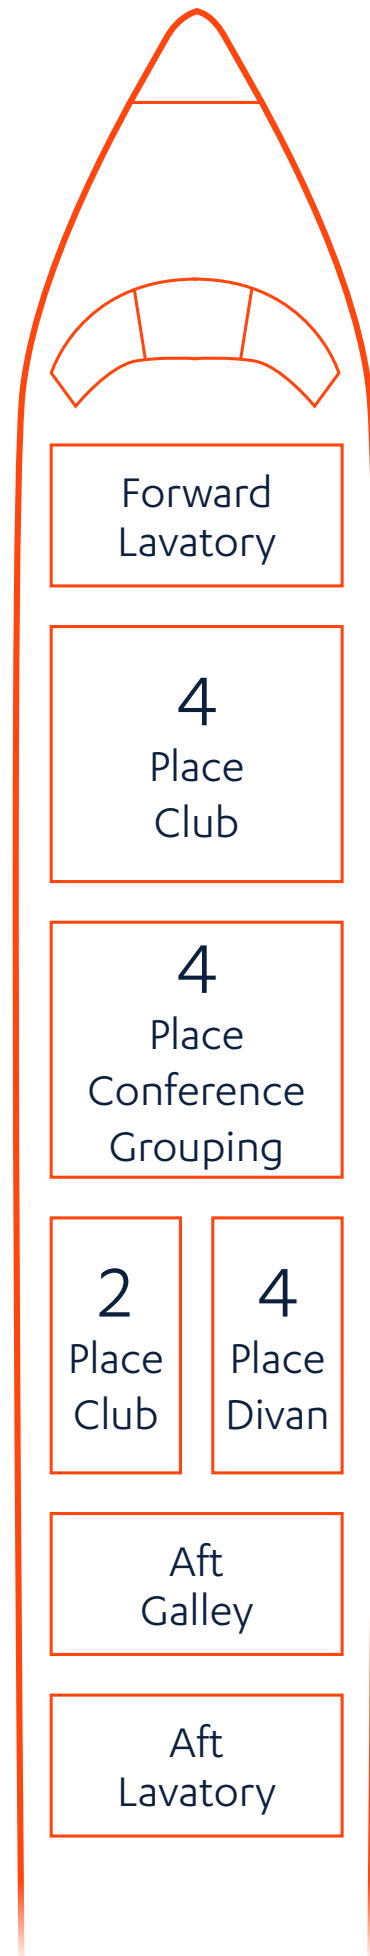 Forward
Lavatory
4
Place
Club
4
Place
Conference
Grouping
2
Place
Club
4
Place
Divan
Aft
Galley
Aft
Lavatory